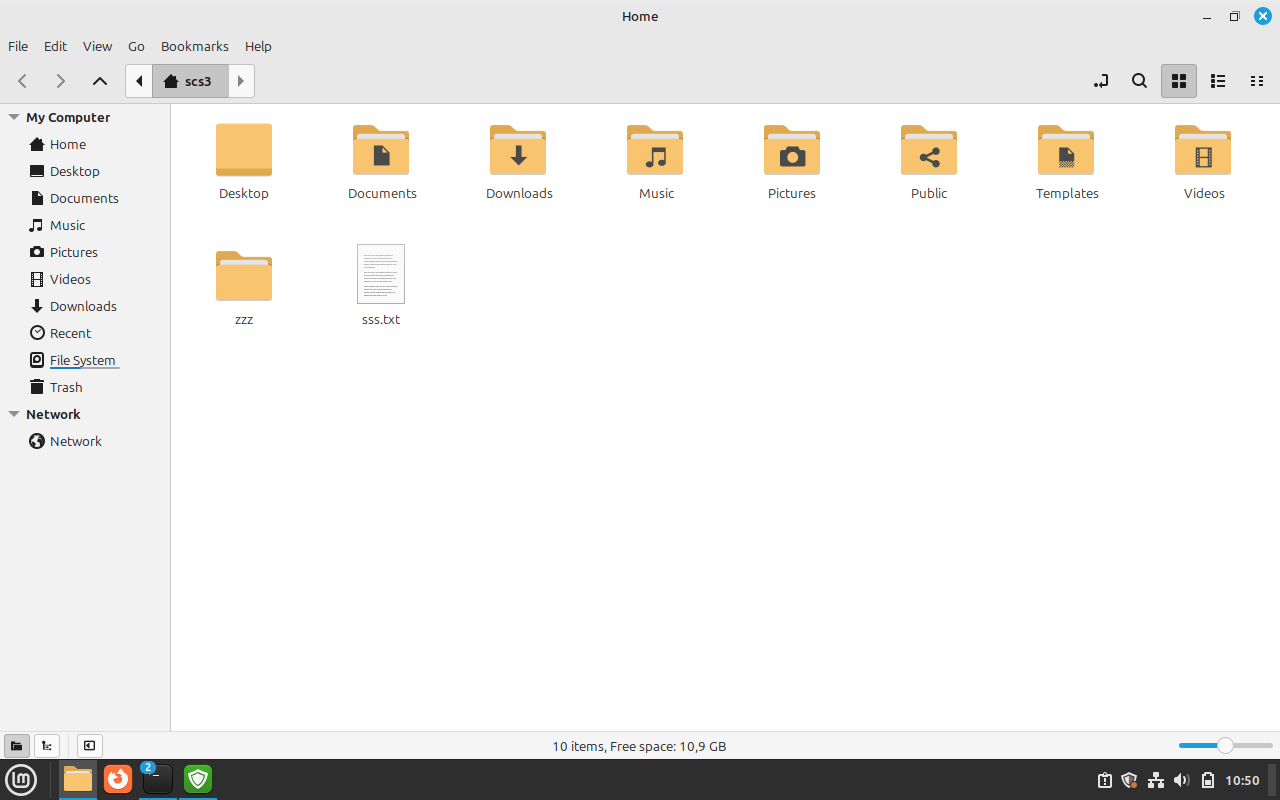 Home
File Edit View Go Bookmarks Help
scs3
My Computer
Home
Desktop
Documents
Music
Pictures
Videos
Downloads
Recent
File System
Trash
Network
Network
Desktop Documents Downloads Music Pictures Public Templates Videos
zzz sss.txt
10 items, Free space: 10,9 GB
2
10:50